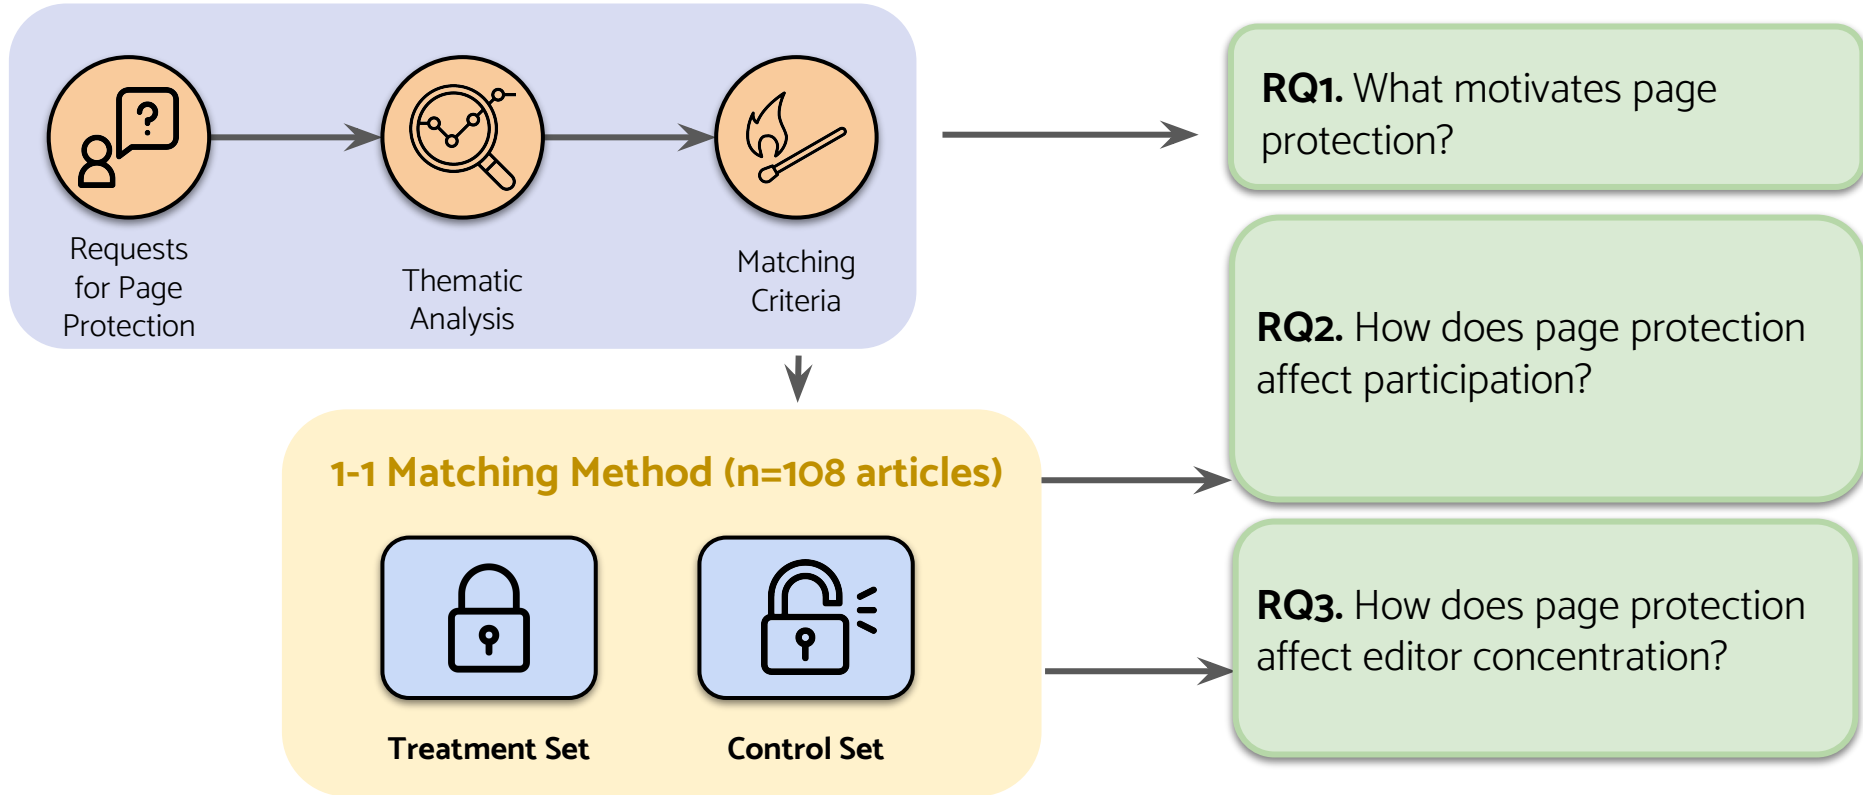 Requests
for Page
Protection
Thematic
Analysis
Matching
Criteria
RQ1. What motivates page
protection?
RQ2. How does page protection
affect participation?
1-1 Matching Method (n=108 articles)
Treatment Set
Control Set
RQ3. How does page protection
affect editor concentration?